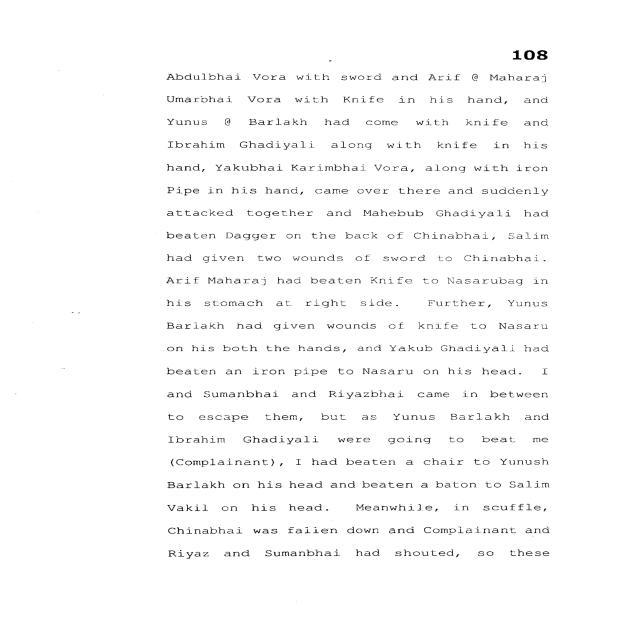 108
Abdulbhai Vora with sword and Arif @ Maharaj
Umarbhai Vora with Knife in his hand, and
Yunus @ Barlakh had come with knife and
Ibrahim Ghadiyali along with knife in his
hand, Yakubhai Karimbhai Vora, along with iron
Pipe in his hand, came over there and suddenly
attacked together and Mahebub Ghadiyali had
beaten Dagger on the back of Chinabhai, Salim
had given two wounds of sword to Chinabhai.
Arif Maharaj had beaten Knife to Nasarubag in
his stomach at right side. Further, Yunus
Barlakh had given wounds of knife to Nasaru
on his both the hands, and Yakub Ghadiyali had
beaten an iron pipe to Nasaru on his head. I
and Sumanbhai and Riyazbhai came in between
to escape them, but as Yunus Barlakh and
Ibrahim Ghadiyali were going to beat me
(Complainant), I had beaten a chair to Yunush
Barlakh on his head and beaten a baton to Salim
Vakil on his head. Meanwhile, in scuffle,
Chinabhai was fallen down and Complainant and
Riyaz and Sumanbhai had shouted, so these